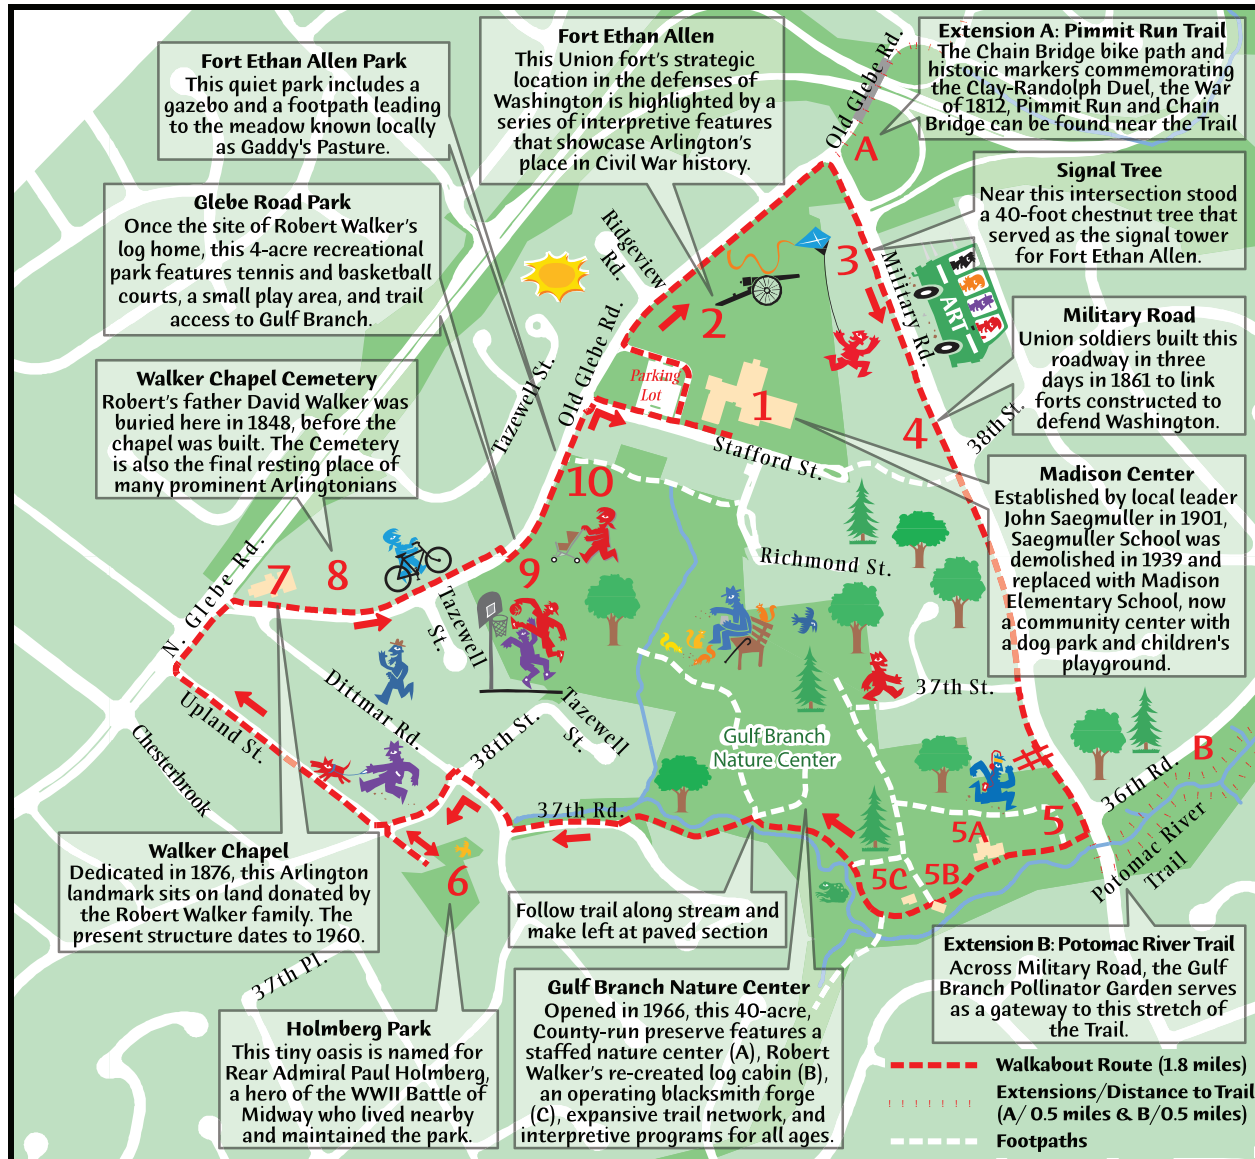 Fort Ethan Allen Park
This quiet park includes a
gazebo and a footpath leading
to the meadow known locally
as Gaddy's Pasture.
Fort Ethan Allen
This Union fort's strategic
location in the defenses of
Washington is highlighted by a
series of interpretive features
that showcase Arlington's
place in Civil War history.
Extension A: Pimmit Run Trail
The Chain Bridge bike path and
historic markers commemorating
the Clay-Randolph Duel, the War
of 1812, Pimmit Run and Chain
Bridge can be found near the Trail
Old Glebe Rd.
A
Signal Tree
Near this intersection stood
a 40-foot chestnut tree that
served as the signal tower
for Fort Ethan Allen.
Glebe Road Park
Once the site of Robert Walker's
log home, this 4-acre recreational
park features tennis and basketball
courts, a small play area, and trail
access to Gulf Branch.
Ridgeview
Rd
3
Military Rd.
ART
2
Military Road
Union soldiers built this
roadway in three
days in 1861 to link
forts constructed to
defend Washington.
Walker Chapel Cemetery
Robert's father David Walker was
buried here in 1848, before the
chapel was built. The Cemetery
is also the final resting place of
many prominent Arlingtonians
Tazewell St.
Old Glebe Rd.
Parking
Lot
1
4
38th St.
Stafford St.
Madison Center
Established by local leader
John Saegmuller in 1901,
Saegmuller School was
demolished in 1939 and
replaced with Madison
Elementary School, now
a community center with
a dog park and children's
playground.
10
Richmond St.
N. Glebe Rd.
7
8
9
Tazewell
St.
37th St.
Upland St.
Dittmar Rd.
38th St.
Tazewell
St.
Chesterbrook
Gulf Branch
Nature Center
B
36th Rd.
37th Rd.
5A
5
5B
5C
Potomac River
Trail
6
Walker Chapel
Dedicated in 1876, this Arlington
landmark sits on land donated by
the Robert Walker family. The
present structure dates to 1960.
Follow trail along stream and
make left at paved section
37th Pl.
Extension B: Potomac River Trail
Across Military Road, the Gulf
Branch Pollinator Garden serves
as a gateway to this stretch of
the Trail.
Holmberg Park
This tiny oasis is named for
Rear Admiral Paul Holmberg,
a hero of the WWII Battle of
Midway who lived nearby
and maintained the park.
Gulf Branch Nature Center
Opened in 1966, this 40-acre,
County-run preserve features a
staffed nature center (A), Robert
Walker's re-created log cabin (B),
an operating blacksmith forge
(C), expansive trail network, and
interpretive programs for all ages.
Walkabout Route (1.8 miles)
Extensions/Distance to Trail
(A/ 0.5 miles & B/0.5 miles)
Footpaths